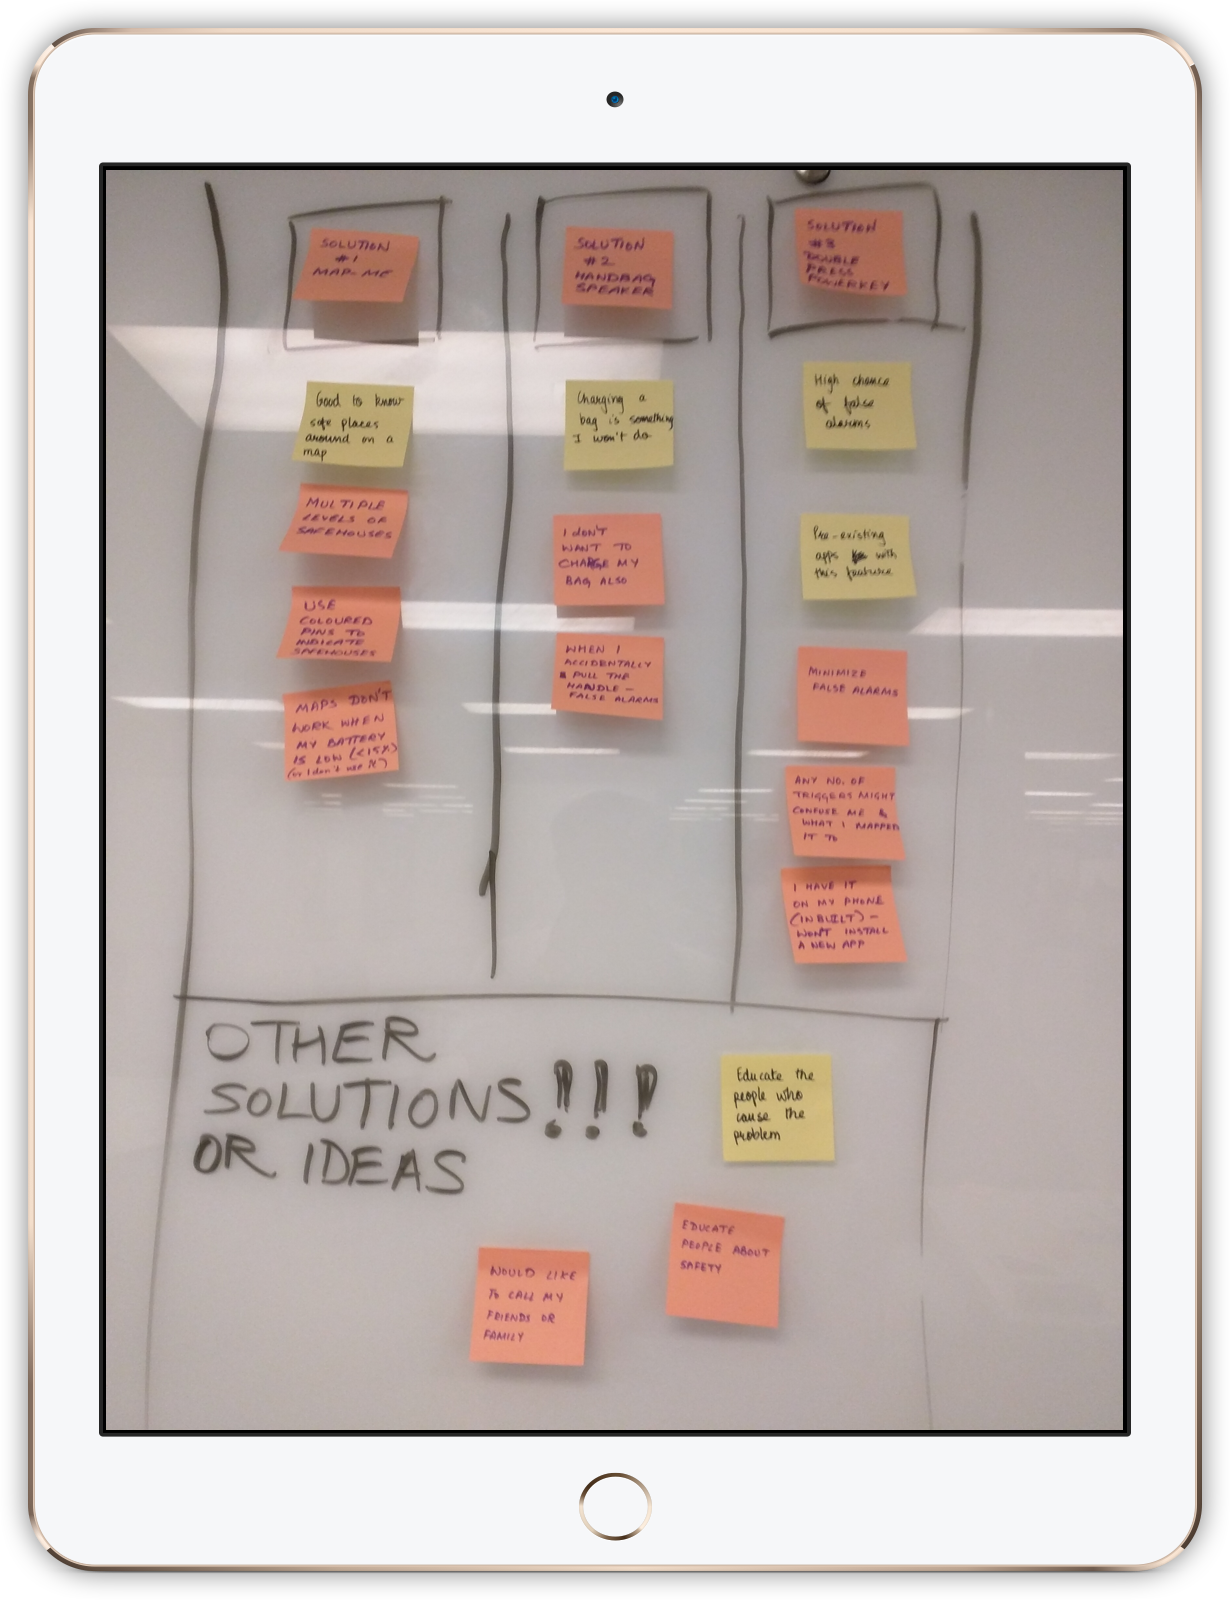 SOLUTION
#1
MAP-ME
Good to know
safe places
around on a
map
MULTIPLE
LEVELS OF
SAFEHOUSES
USE
COLOURED
PINS TO
INDICATE
SAFEHOUSES
MAPS DON'T
WORK WHEN
MY BATTERY
IS LOW (<15%)
(or I don't use it)
SOLUTION
#2
HANDBAG
SPEAKER
Charging a
bag is something
I won't do
I DON'T
WANT TO
CHARGE MY
BAG ALSO
WHEN I
ACCIDENTALLY
PULL THE
HANDLE -
FALSE ALARMS
SOLUTION
#3
DOUBLE
PRESS
POWERKEY
High chance
of false
alarms
Pre-existing
apps with
this feature
MINIMIZE
FALSE ALARMS
ANY NO. OF
TRIGGERS MIGHT
CONFUSE ME &
WHAT I MAPPED
IT TO
I HAVE IT
ON MY PHONE
(INBUILT) -
WON'T INSTALL
A NEW APP
OTHER
SOLUTIONS!!!
OR IDEAS
Educate the
people who
cause the
problem
EDUCATE
PEOPLE ABOUT
SAFETY
WOULD LIKE
TO CALL MY
FRIENDS OR
FAMILY